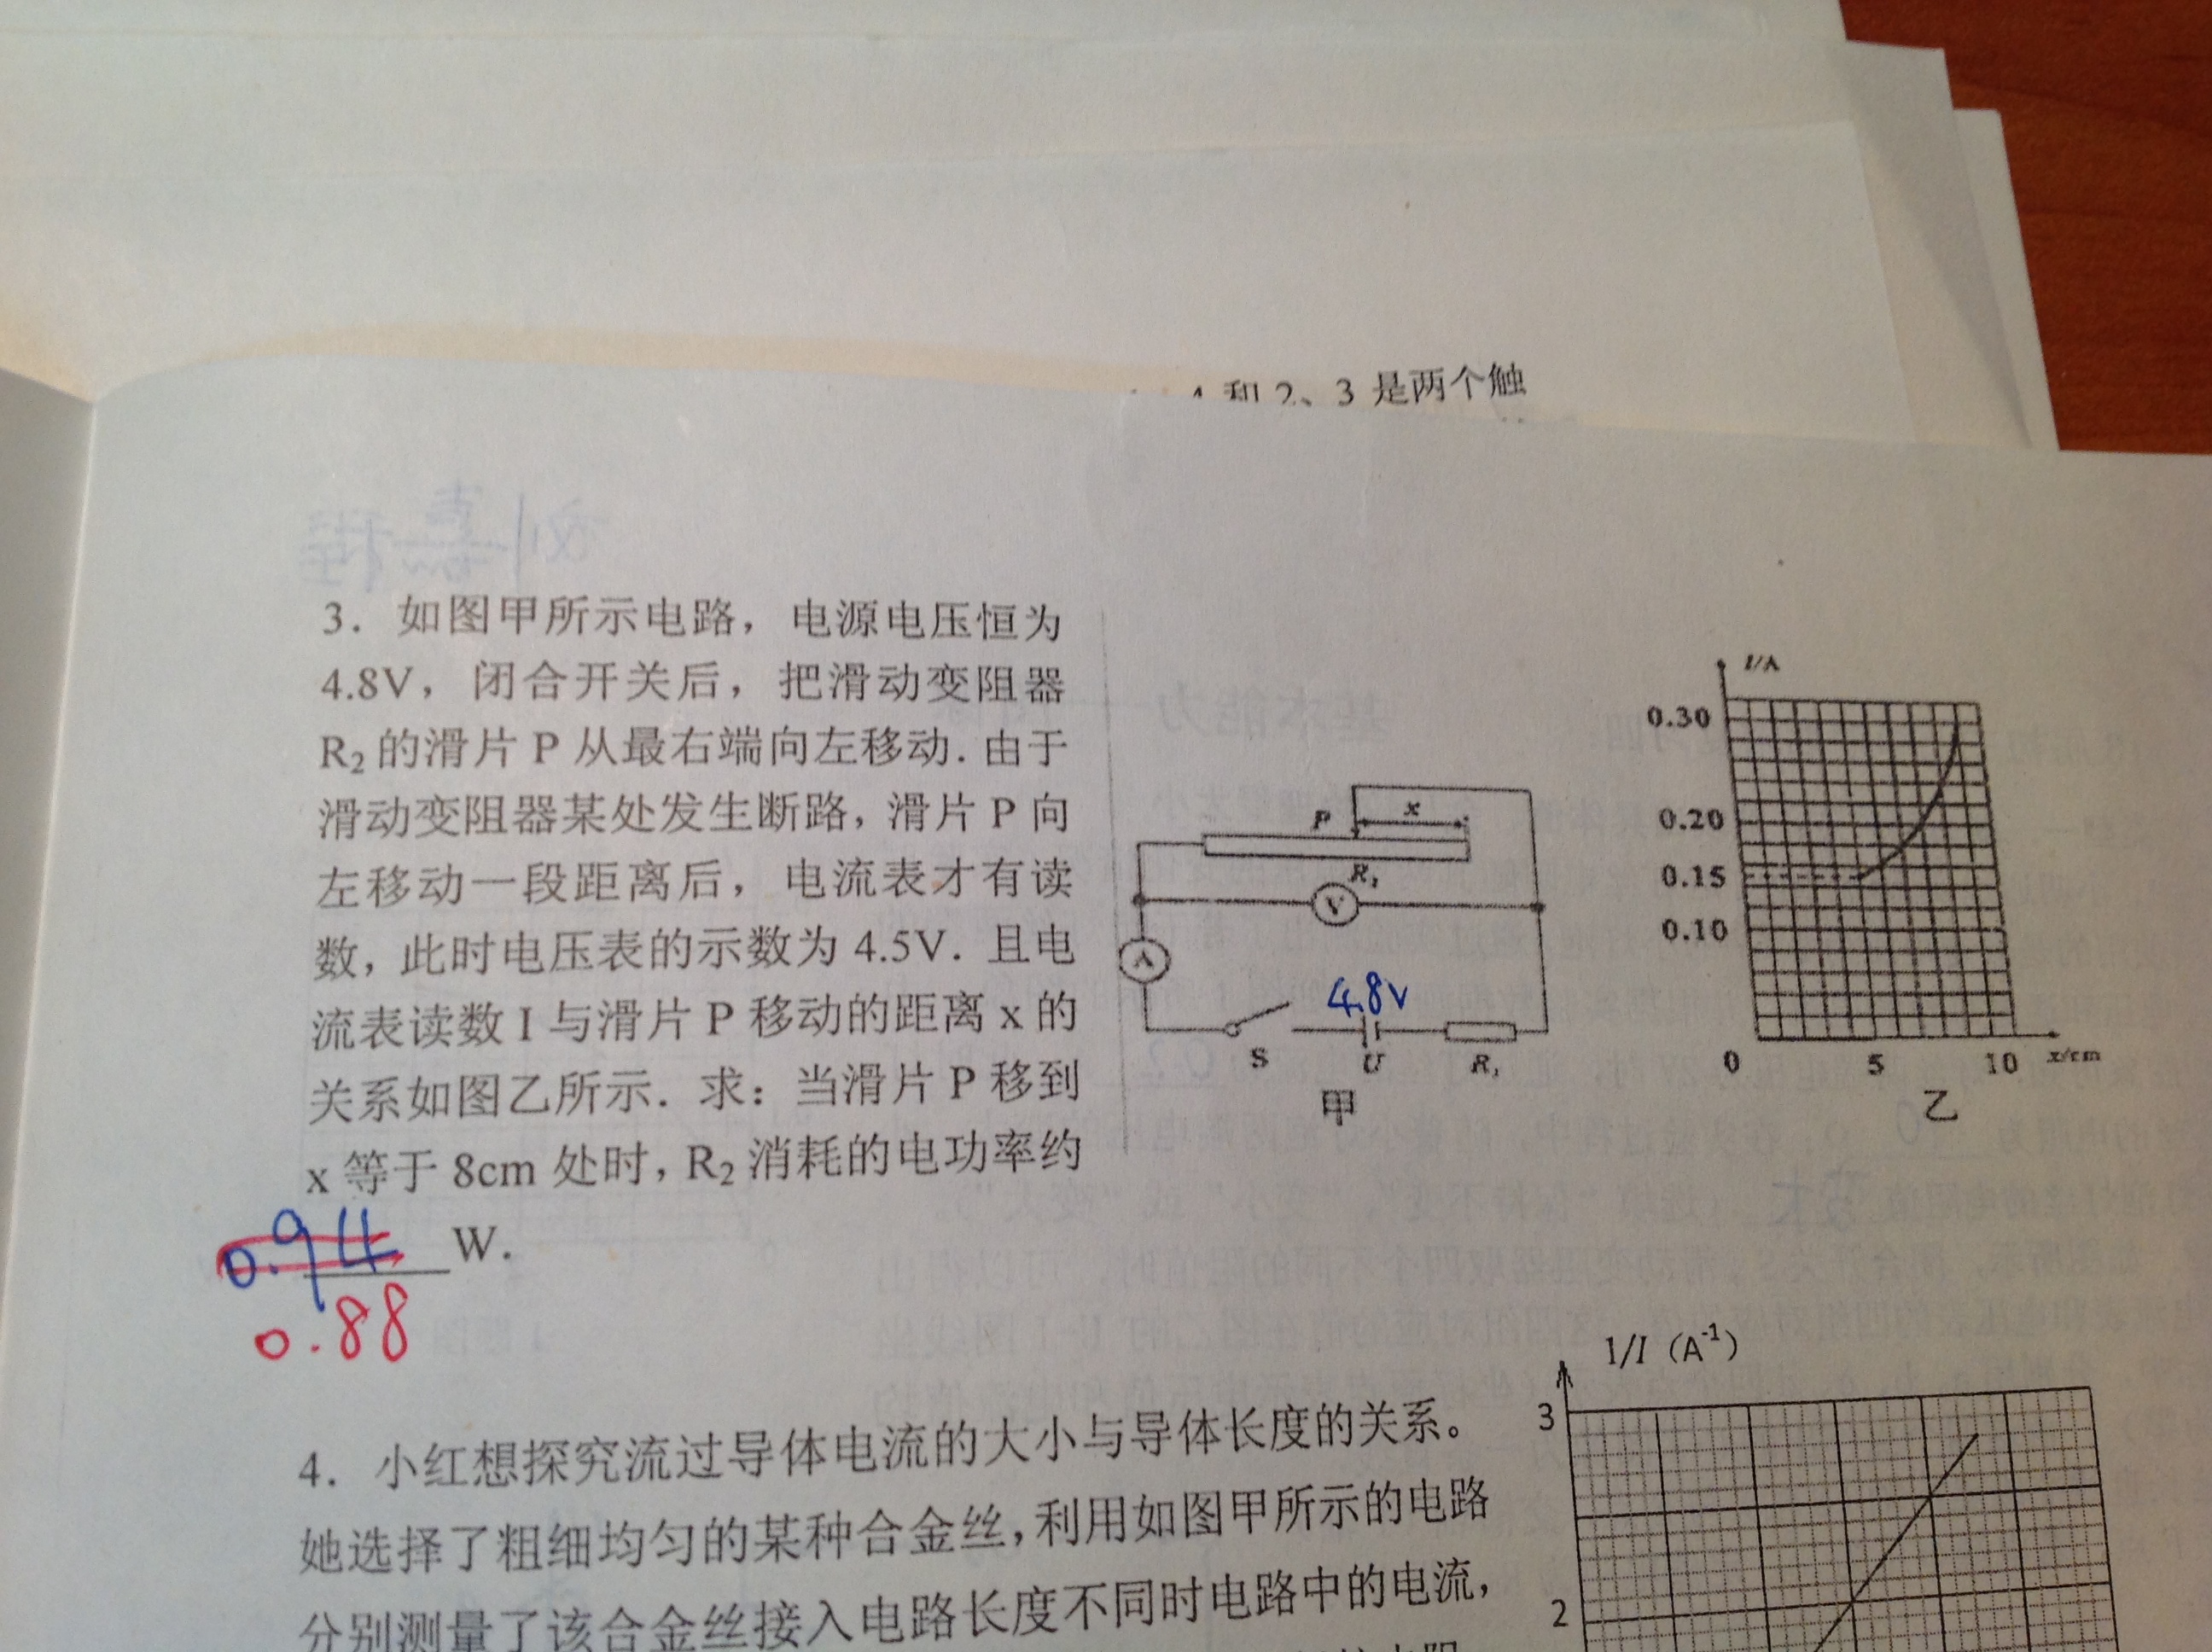 4 和 2、3 是两个触
3. 如图甲所示电路，电源电压恒为
4.8V，闭合开关后，把滑动变阻器
R₂ 的滑片 P 从最右端向左移动. 由于
滑动变阻器某处发生断路, 滑片 P 向
左移动一段距离后，电流表才有读
数, 此时电压表的示数为 4.5V. 且电
流表读数 I 与滑片 P 移动的距离 x 的
关系如图乙所示. 求: 当滑片 P 移到
x 等于 8cm 处时, R₂ 消耗的电功率约
0.94 W.
0.88
P
x
R₂
V
A
4.8V
S
U
R₁
甲
I/A
0.30
0.20
0.15
0.10
0
5
10
x/cm
乙
4. 小红想探究流过导体电流的大小与导体长度的关系。
她选择了粗细均匀的某种合金丝, 利用如图甲所示的电路
分别测量了该合金丝接入电路长度不同时电路中的电流，
1/I (A⁻¹)
3
2